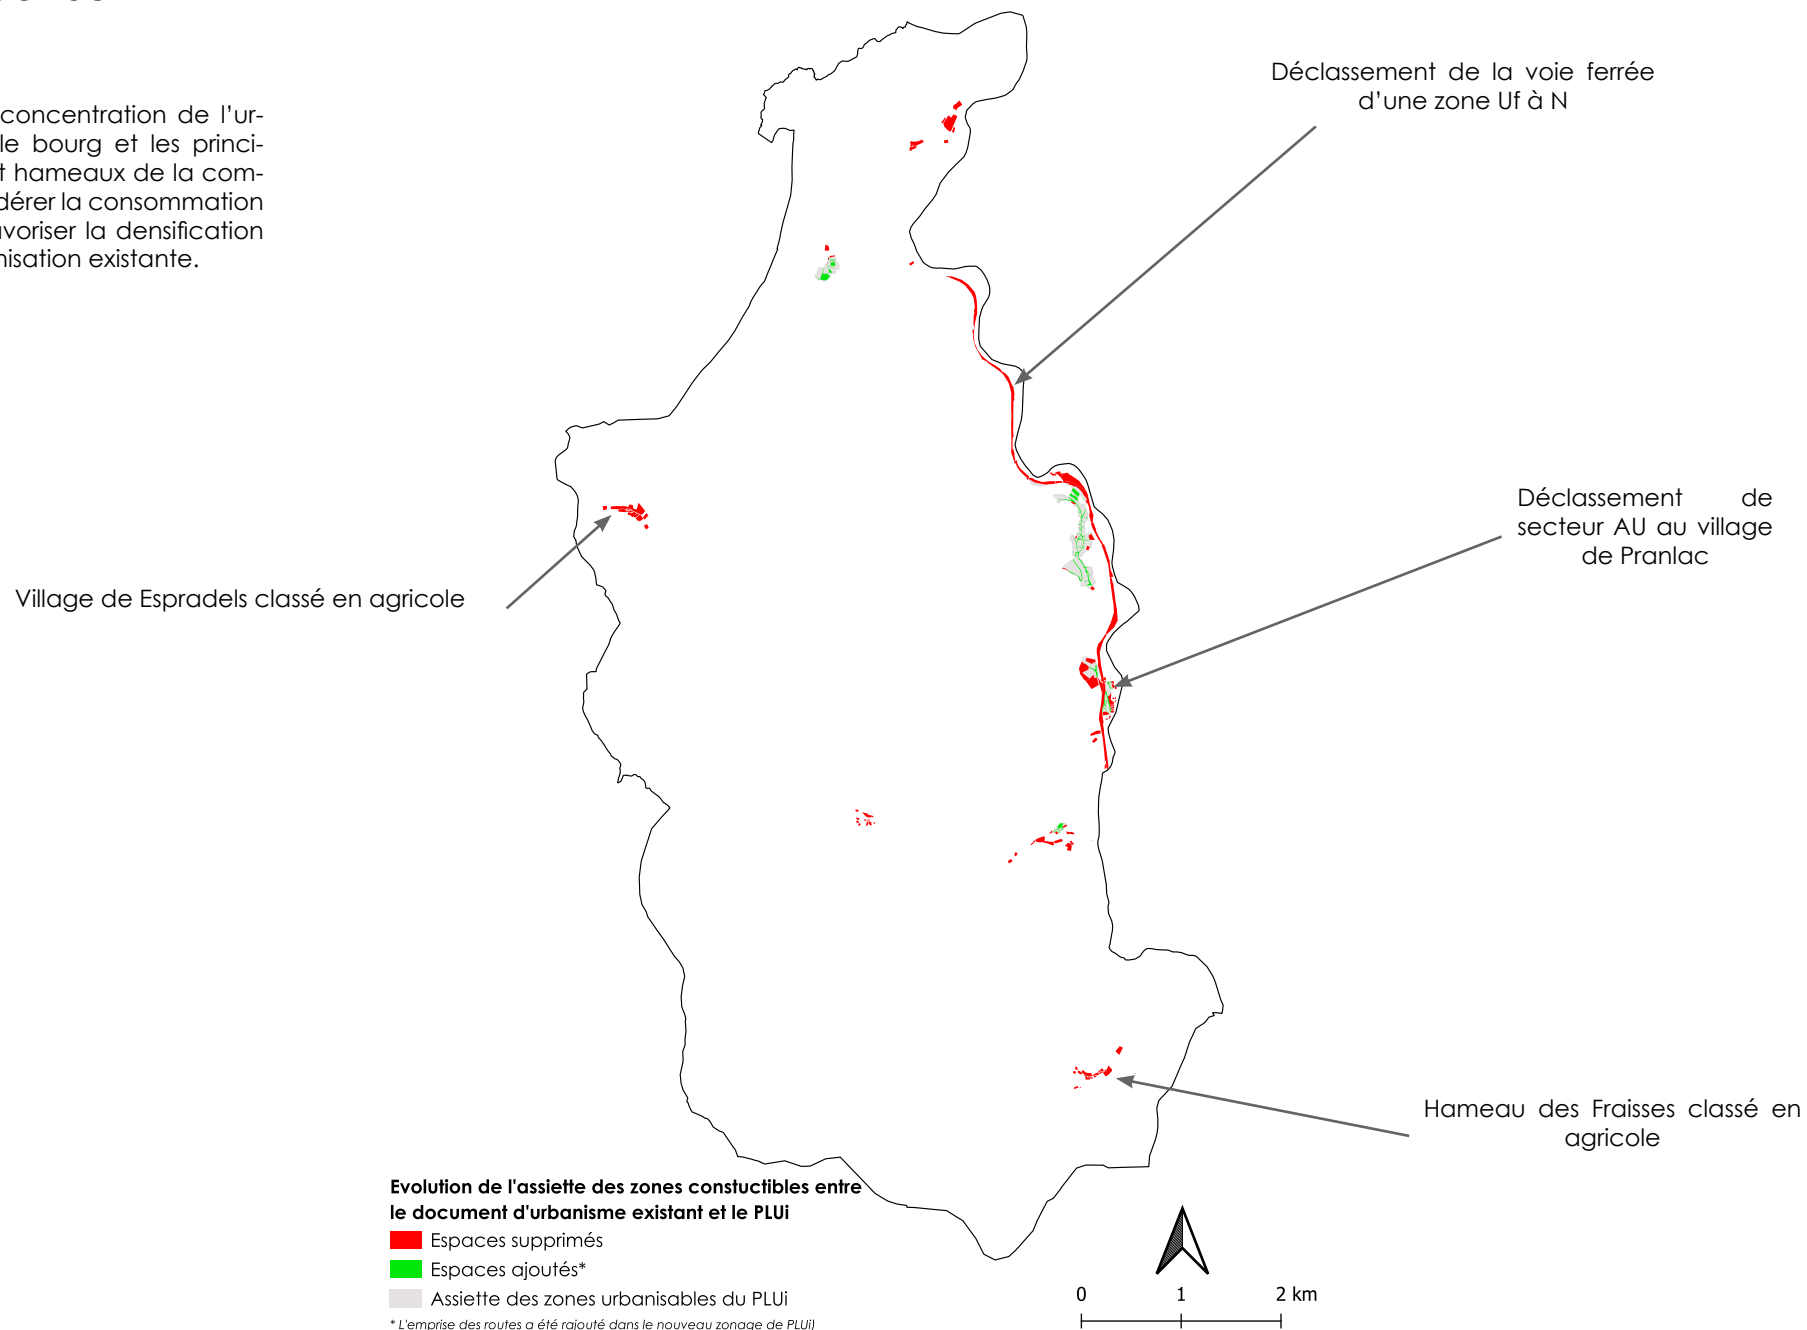 concentration de l'ur-
le bourg et les princi-
t hameaux de la com-
dérer la consommation
voriser la densification
nisation existante.
Déclassement de la voie ferrée
d'une zone Uf à N
Déclassement de
secteur AU au village
de Pranlac
Village de Espradels classé en agricole
Hameau des Fraisses classé en
agricole
Evolution de l'assiette des zones constuctibles entre
le document d'urbanisme existant et le PLUi
Espaces supprimés
Espaces ajoutés*
Assiette des zones urbanisables du PLUi
* L'emprise des routes a été rajouté dans le nouveau zonage de PLUi)
0 1 2 km